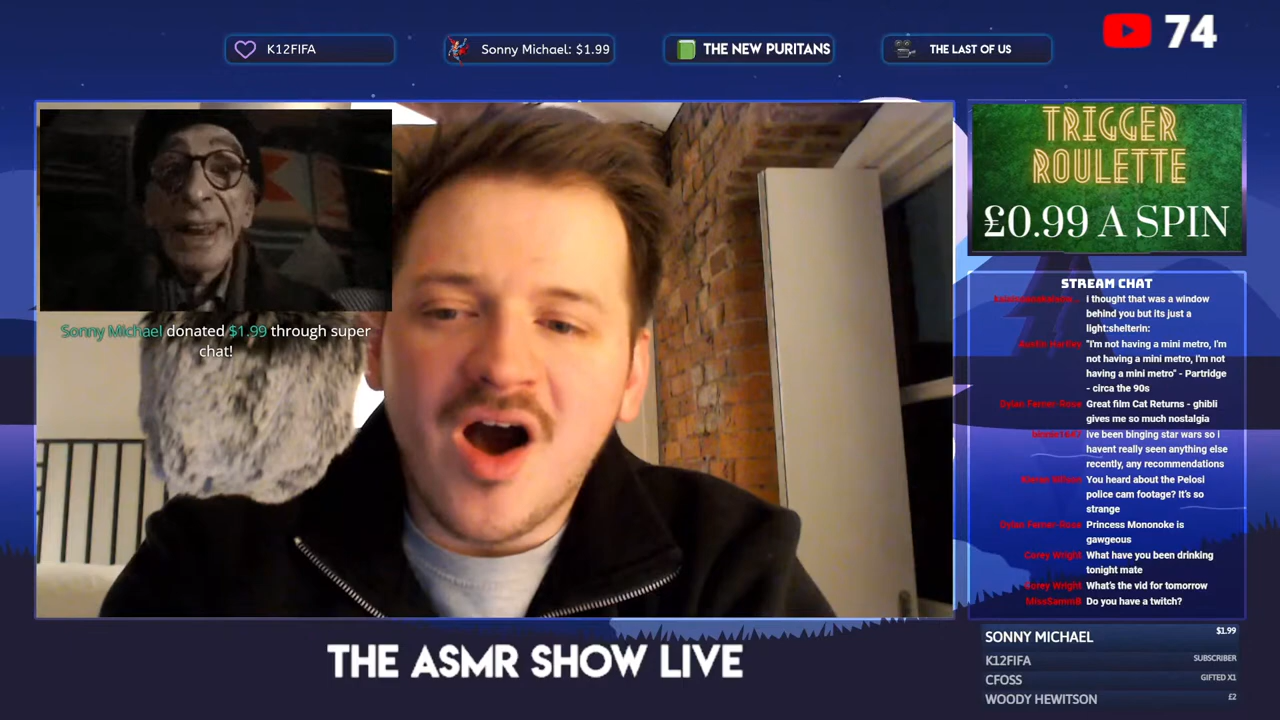 K12FIFA
Sonny Michael: $1.99
THE NEW PURITANS
THE LAST OF US
74
Sonny Michael donated $1.99 through super
chat!
TRIGGER
ROULETTE
£0.99 A SPIN
STREAM CHAT
I thought that was a window
behind you but its just a
light:shelterin:
Austin Hartley "I'm not having a mini metro, I'm
not having a mini metro, I'm not
having a mini metro" - Partridge
- circa the 90s
Dylan Ferner-Rose Great film Cat Returns - ghibli
gives me so much nostalgia
ive been binging star wars so I
havent really seen anything else
recently, any recommendations
You heard about the Pelosi
police cam footage? It's so
strange
Dylan Ferner-Rose Princess Mononoke is
gawgeous
Corey Wright What have you been drinking
tonight mate
Corey Wright What's the vid for tomorrow
MissSammB Do you have a twitch?
THE ASMR SHOW LIVE
SONNY MICHAEL $1.99
K12FIFA SUBSCRIBER
CFOSS GIFTED X1
WOODY HEWITSON £2